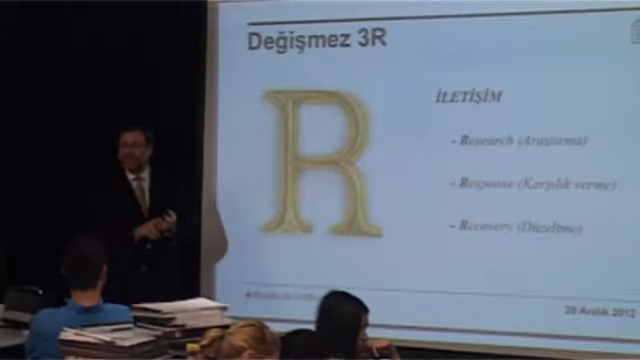 Değişmez 3R
R
İLETİŞİM
- Research (Araştırma)
- Response (Karşılık verme)
- Recovery (Düzeltme)
20 Aralık 2012